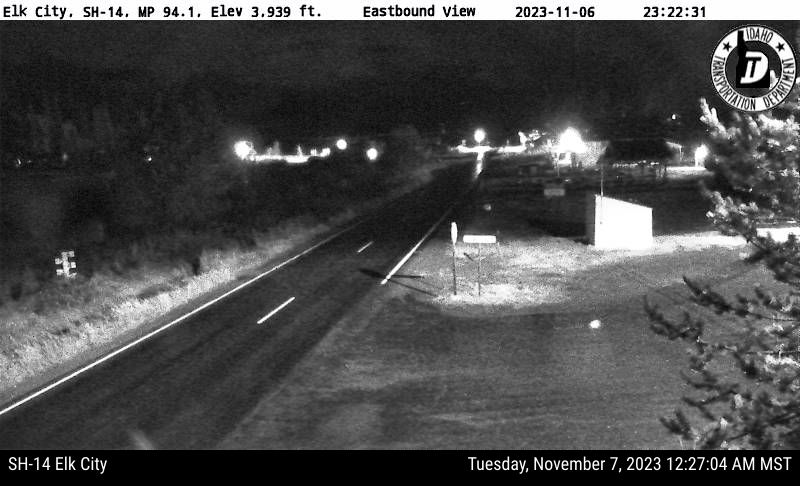 Elk City, SH-14, MP 94.1, Elev 3,939 ft. Eastbound View 2023-11-06 23:22:31
IDAHO
TRANSPORTATION DEPARTMENT
SH-14 Elk City Tuesday, November 7, 2023 12:27:04 AM MST